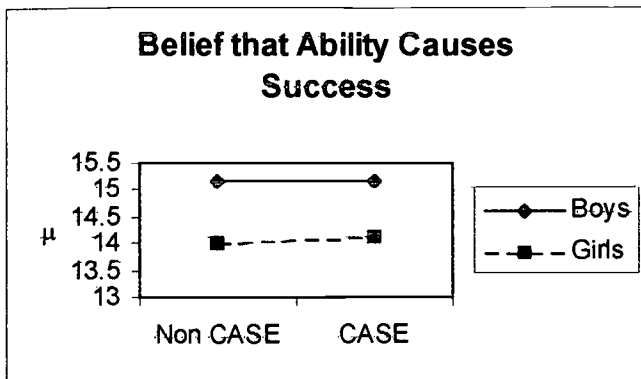 Belief that Ability Causes
Success
15.5
15
14.5
14
13.5
13
μ
Non CASE
CASE
Boys
Girls